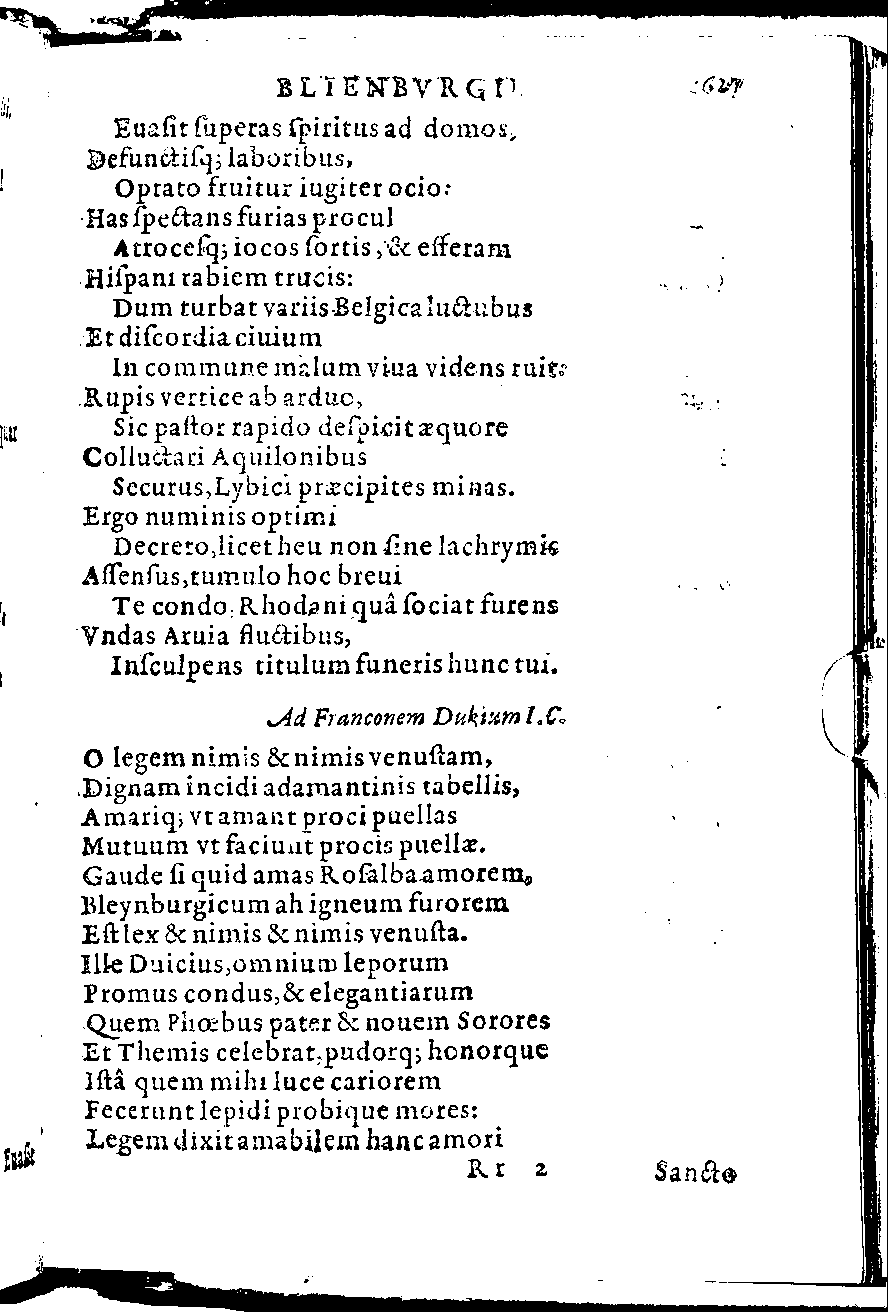 BLIENBVRGII. 627
Euaſit ſuperas ſpiritus ad domos,
Defunctiſq; laboribus,
Optato fruitur iugiter ocio:
Has ſpectans furias procul
Atroceſq; iocos ſortis, & efferam
Hiſpani rabiem trucis:
Dum turbat variis Belgica luctubus
Et diſcordia ciuium
In commune malum viua videns ruit:
Rupis vertice ab arduo,
Sic paſtor rapido deſpicit æquore
Colluctari Aquilonibus
Securus, Lybici præcipites minas.
Ergo numinis optimi
Decreto, licet heu non ſine lachrymis
Aſſenſus, tumulo hoc breui
Te condo: Rhodani quâ ſociat furens
Vndas Aruia fluctibus,
Inſculpens titulum funeris hunc tui.
Ad Franconem Dukium I.C.
O legem nimis & nimis venuſtam,
Dignam incidi adamantinis tabellis,
Amariq; vt amant proci puellas
Mutuum vt faciunt procis puellæ.
Gaude ſi quid amas Roſalba amorem,
Bleynburgicum ah igneum furorem
Eſt lex & nimis & nimis venuſta.
Ille Duicius, omnium leporum
Promus condus, & elegantiarum
Quem Phœbus pater & nouem Sorores
Et Themis celebrat, pudorq; honorque
Iſtâ quem mihi luce cariorem
Fecerunt lepidi probique mores:
Legem dixit amabilem hanc amori
Rr 2 Sancto